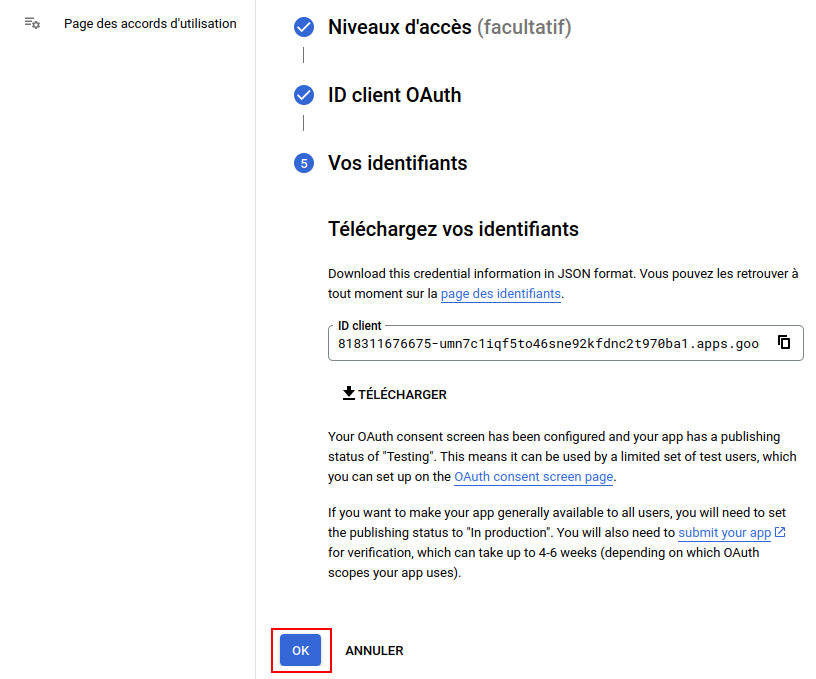 Page des accords d'utilisation
Niveaux d'accès (facultatif)
ID client OAuth
5 Vos identifiants
Téléchargez vos identifiants
Download this credential information in JSON format. Vous pouvez les retrouver à
tout moment sur la page des identifiants.
ID client
818311676675-umn7c1iqf5to46sne92kfdnc2t970ba1.apps.goo
TÉLÉCHARGER
Your OAuth consent screen has been configured and your app has a publishing
status of "Testing". This means it can be used by a limited set of test users, which
you can set up on the OAuth consent screen page.
If you want to make your app generally available to all users, you will need to set
the publishing status to "In production". You will also need to submit your app
for verification, which can take up to 4-6 weeks (depending on which OAuth
scopes your app uses).
OK ANNULER